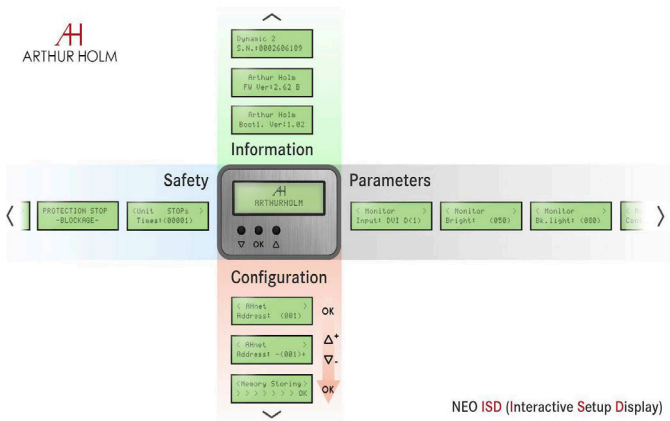 AH
ARTHUR HOLM
Dynamic 2
S.N.:0002606109
Arthur Holm
FW Ver:2.62 B
Arthur Holm
Bootl. Ver:1.02
Information
Safety
Parameters
PROTECTION STOP
-BLOCKAGE-
<Unit STOPs >
Times:(00001)
AH
ARTHURHOLM
▽ OK △
< Monitor >
Input: DVI D(1)
< Monitor >
Bright: (050)
< Monitor >
Bk.light: (080)
Configuration
< AHnet >
Address: (001)
OK
< AHnet >
Address: -(001)+
△+
▽-
<Memory Storing>
> > > > > > > OK
OK
NEO ISD (Interactive Setup Display)